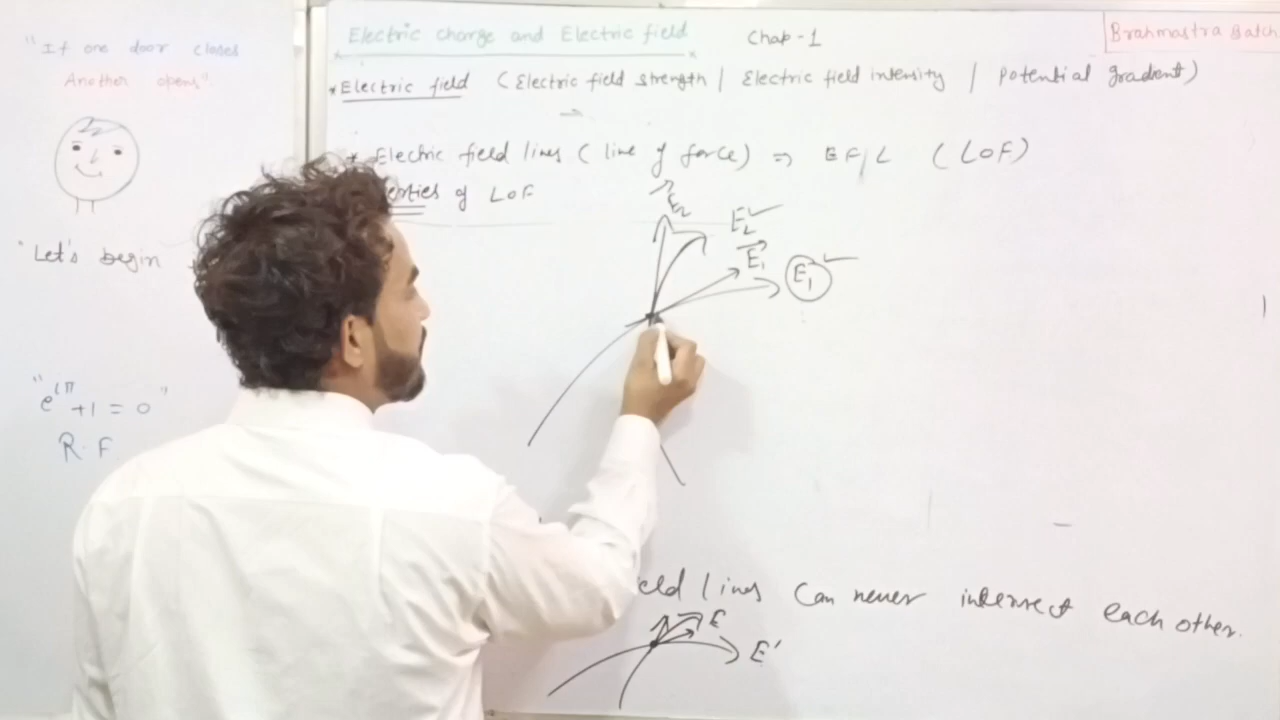 "If one door closes
Another opens".
"Let's begin
"e^iπ + 1 = 0"
R. F.
Electric charge and Electric field Chap-1
Brahmastra Batch
* Electric field (Electric field strength | Electric field intensity / potential gradient)
* Electric field lines (line of force) ⇒ EF/L (LOF)
erties of LOF
E₂
E₂ ✓
E₁
E₁ ✓
ield lines can never intersect each other.
E
E'